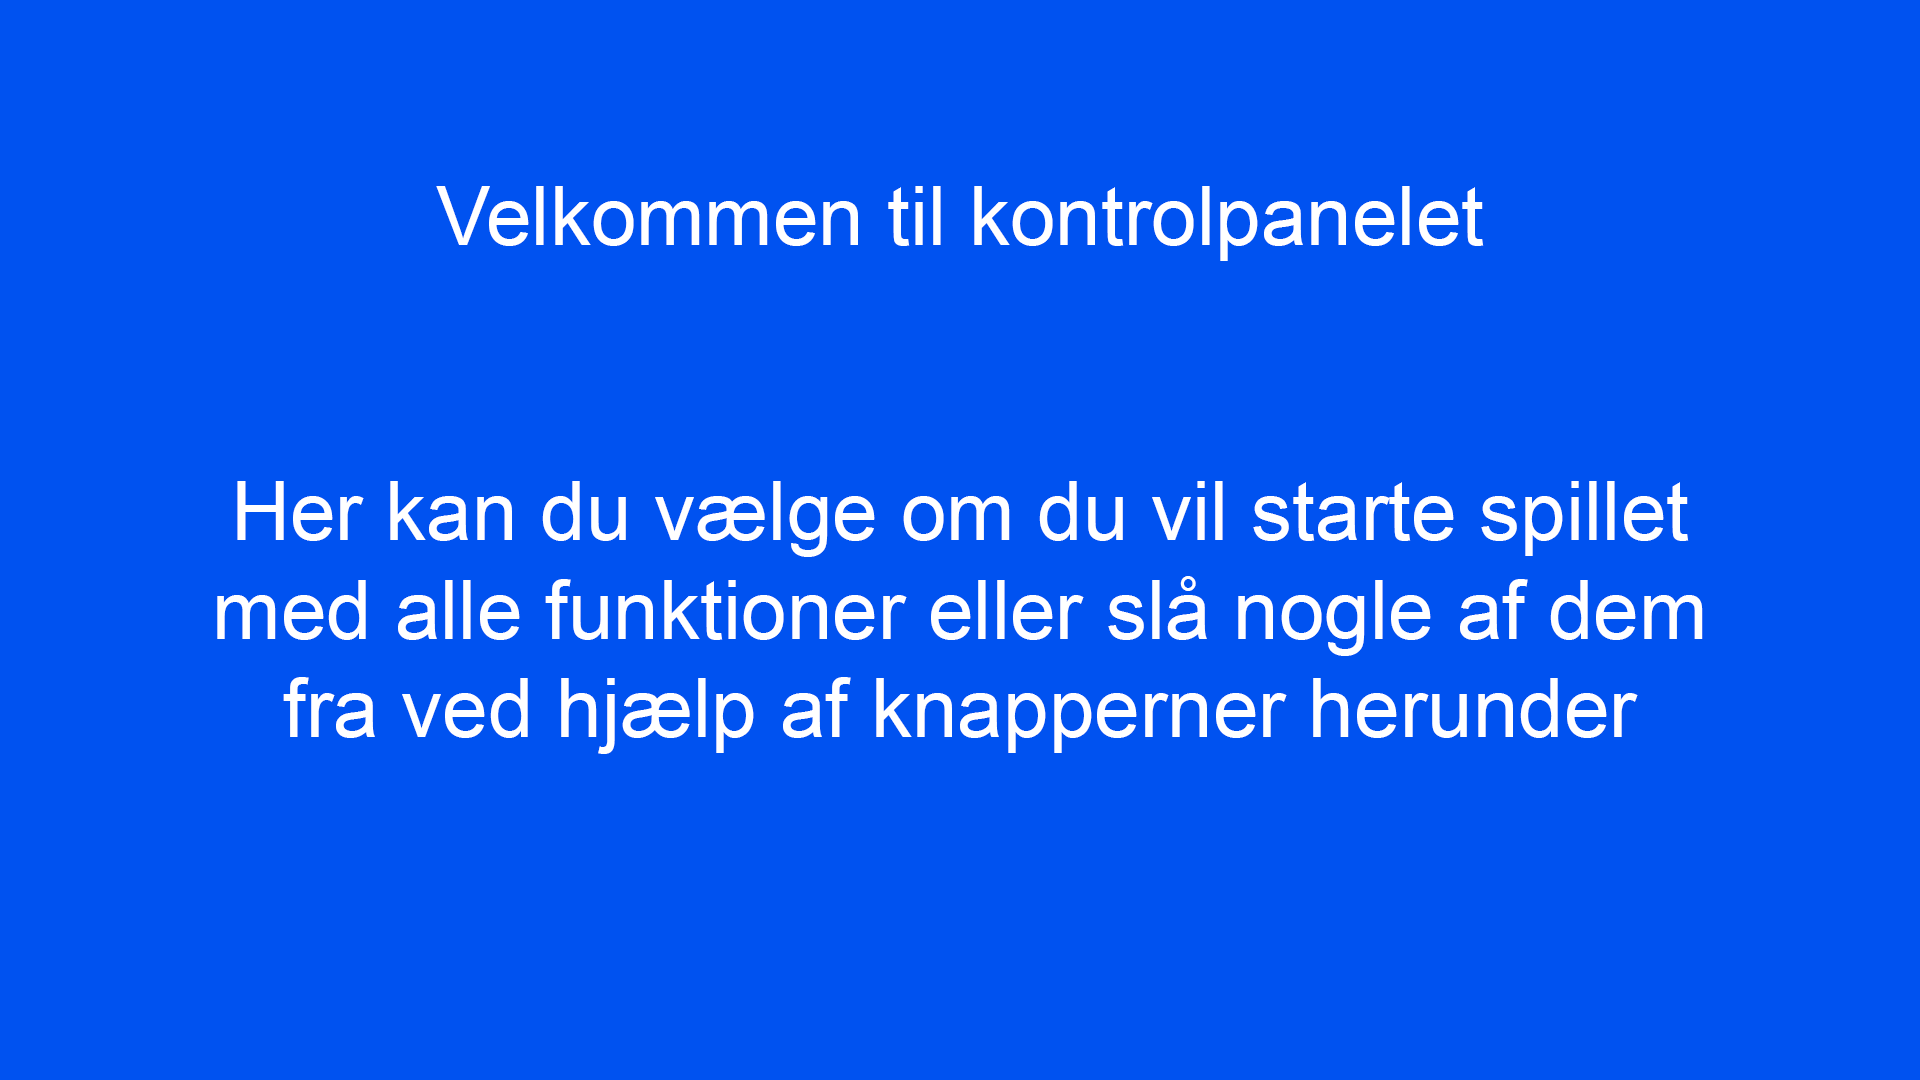 Velkommen til kontrolpanelet
Her kan du vælge om du vil starte spillet
med alle funktioner eller slå nogle af dem
fra ved hjælp af knapperner herunder